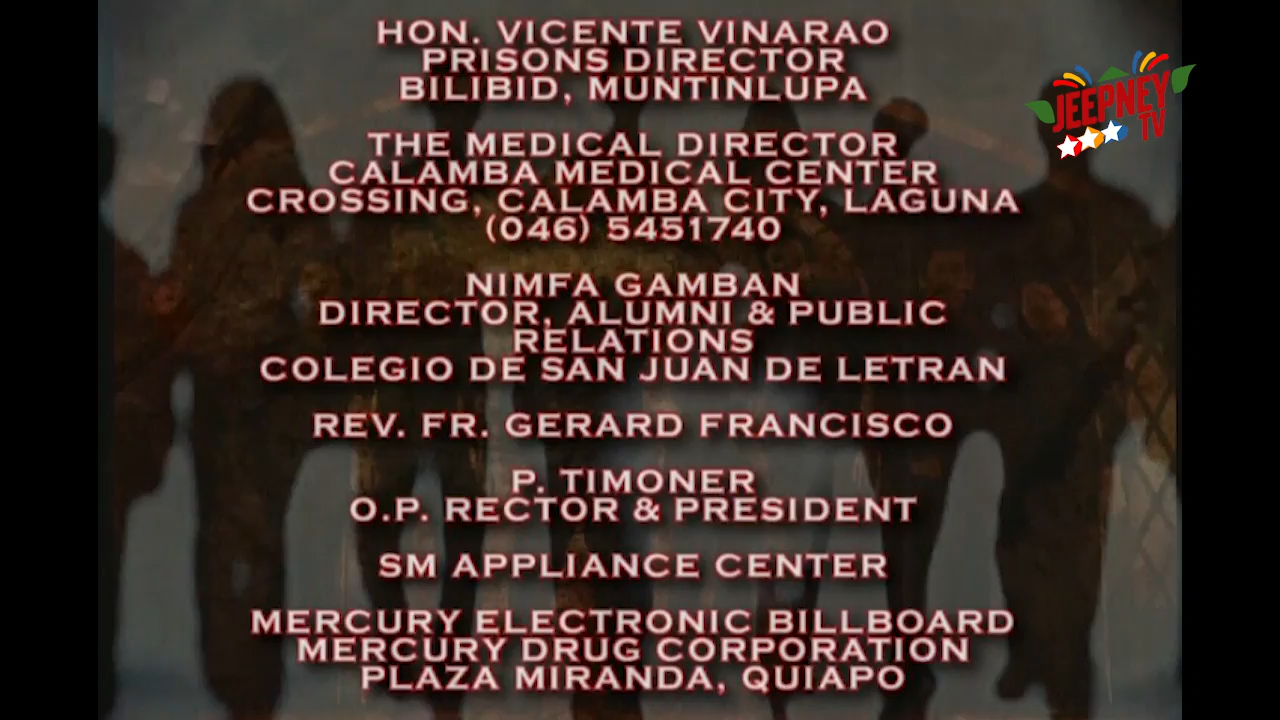 HON. VICENTE VINARAO
PRISONS DIRECTOR
BILIBID, MUNTINLUPA
THE MEDICAL DIRECTOR
CALAMBA MEDICAL CENTER
CROSSING, CALAMBA CITY, LAGUNA
(046) 5451740
NIMFA GAMBAN
DIRECTOR, ALUMNI & PUBLIC
RELATIONS
COLEGIO DE SAN JUAN DE LETRAN
REV. FR. GERARD FRANCISCO
P. TIMONER
O.P. RECTOR & PRESIDENT
SM APPLIANCE CENTER
MERCURY ELECTRONIC BILLBOARD
MERCURY DRUG CORPORATION
PLAZA MIRANDA, QUIAPO
JEEPNEY
TV